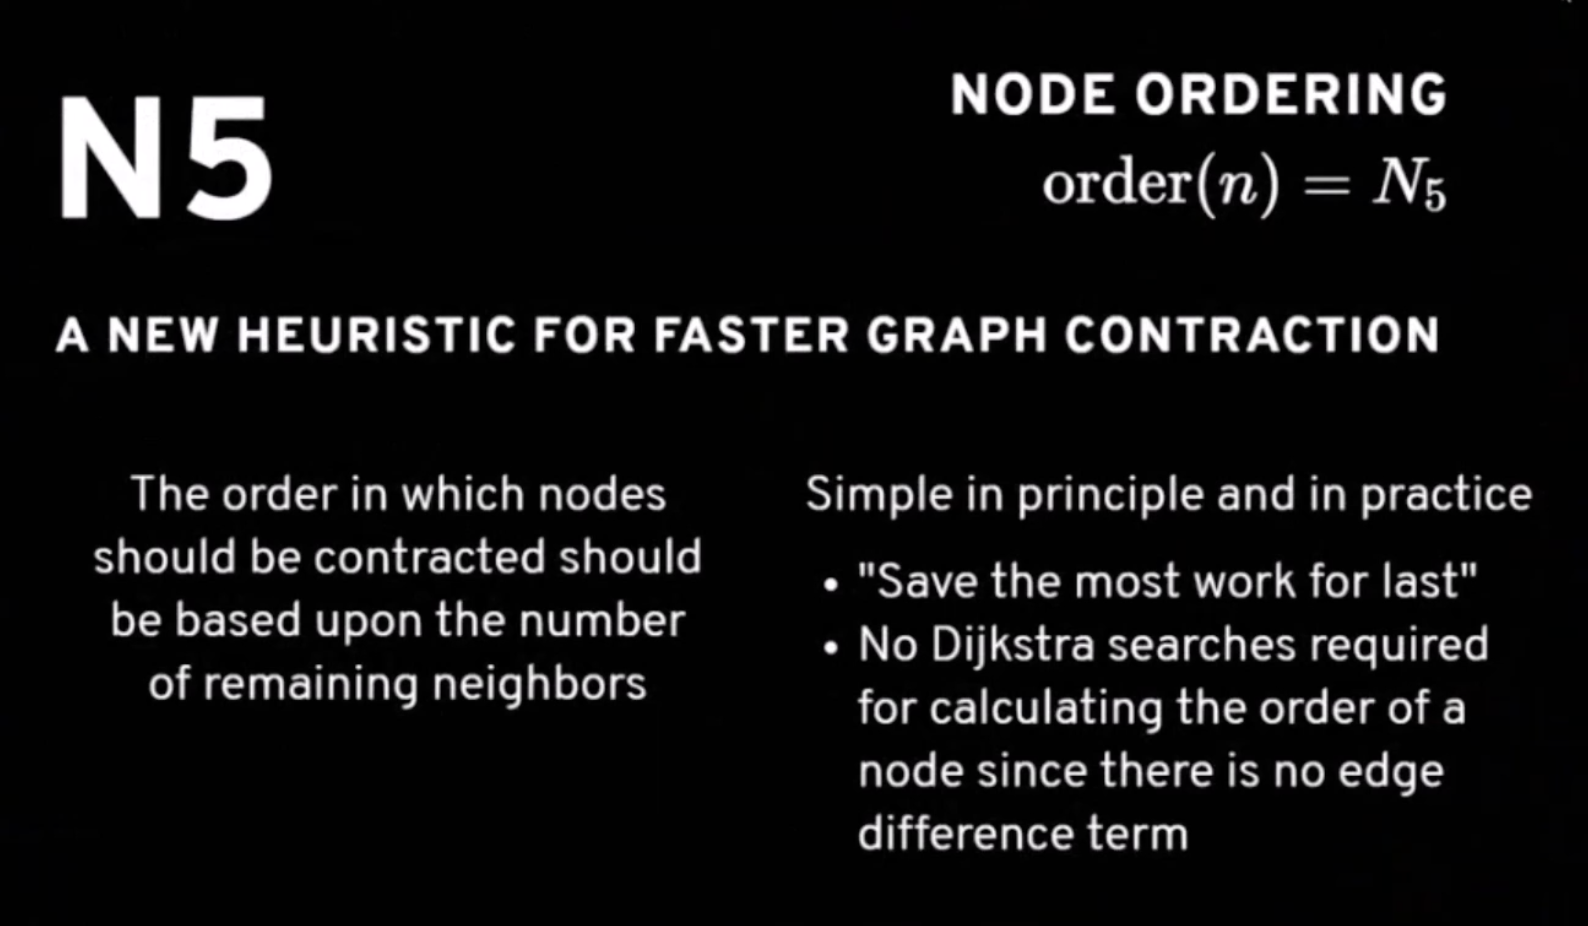 N5
NODE ORDERING
order(n) = N₅
A NEW HEURISTIC FOR FASTER GRAPH CONTRACTION
The order in which nodes
should be contracted should
be based upon the number
of remaining neighbors
Simple in principle and in practice
• "Save the most work for last"
• No Dijkstra searches required
for calculating the order of a
node since there is no edge
difference term